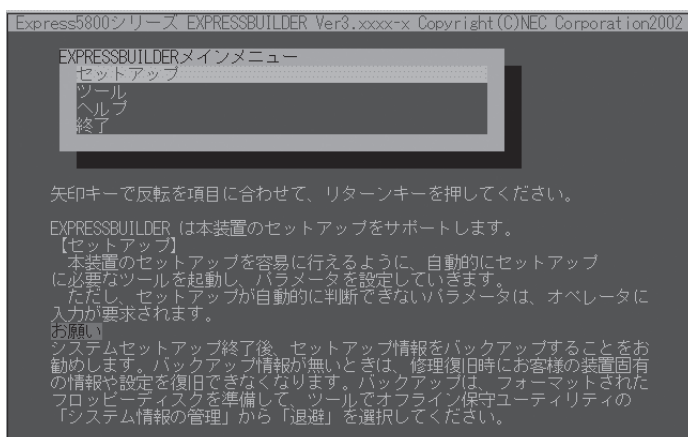 Express5800シリーズ EXPRESSBUILDER Ver3.xxxx-x Copyright(C)NEC Corporation2002
EXPRESSBUILDERメインメニュー
セットアップ
ツール
ヘルプ
終了
矢印キーで反転を項目に合わせて、リターンキーを押してください。
EXPRESSBUILDER は本装置のセットアップをサポートします。
【セットアップ】
本装置のセットアップを容易に行えるように、自動的にセットアップ
に必要なツールを起動し、パラメータを設定していきます。
ただし、セットアップが自動的に判断できないパラメータは、オペレータに
入力が要求されます。
お願い
システムセットアップ終了後、セットアップ情報をバックアップすることをお
勧めします。バックアップ情報が無いときは、修理復旧時にお客様の装置固有
の情報や設定を復旧できなくなります。バックアップは、フォーマットされた
フロッピーディスクを準備して、ツールでオフライン保守ユーティリティの
「システム情報の管理」から「退避」を選択してください。